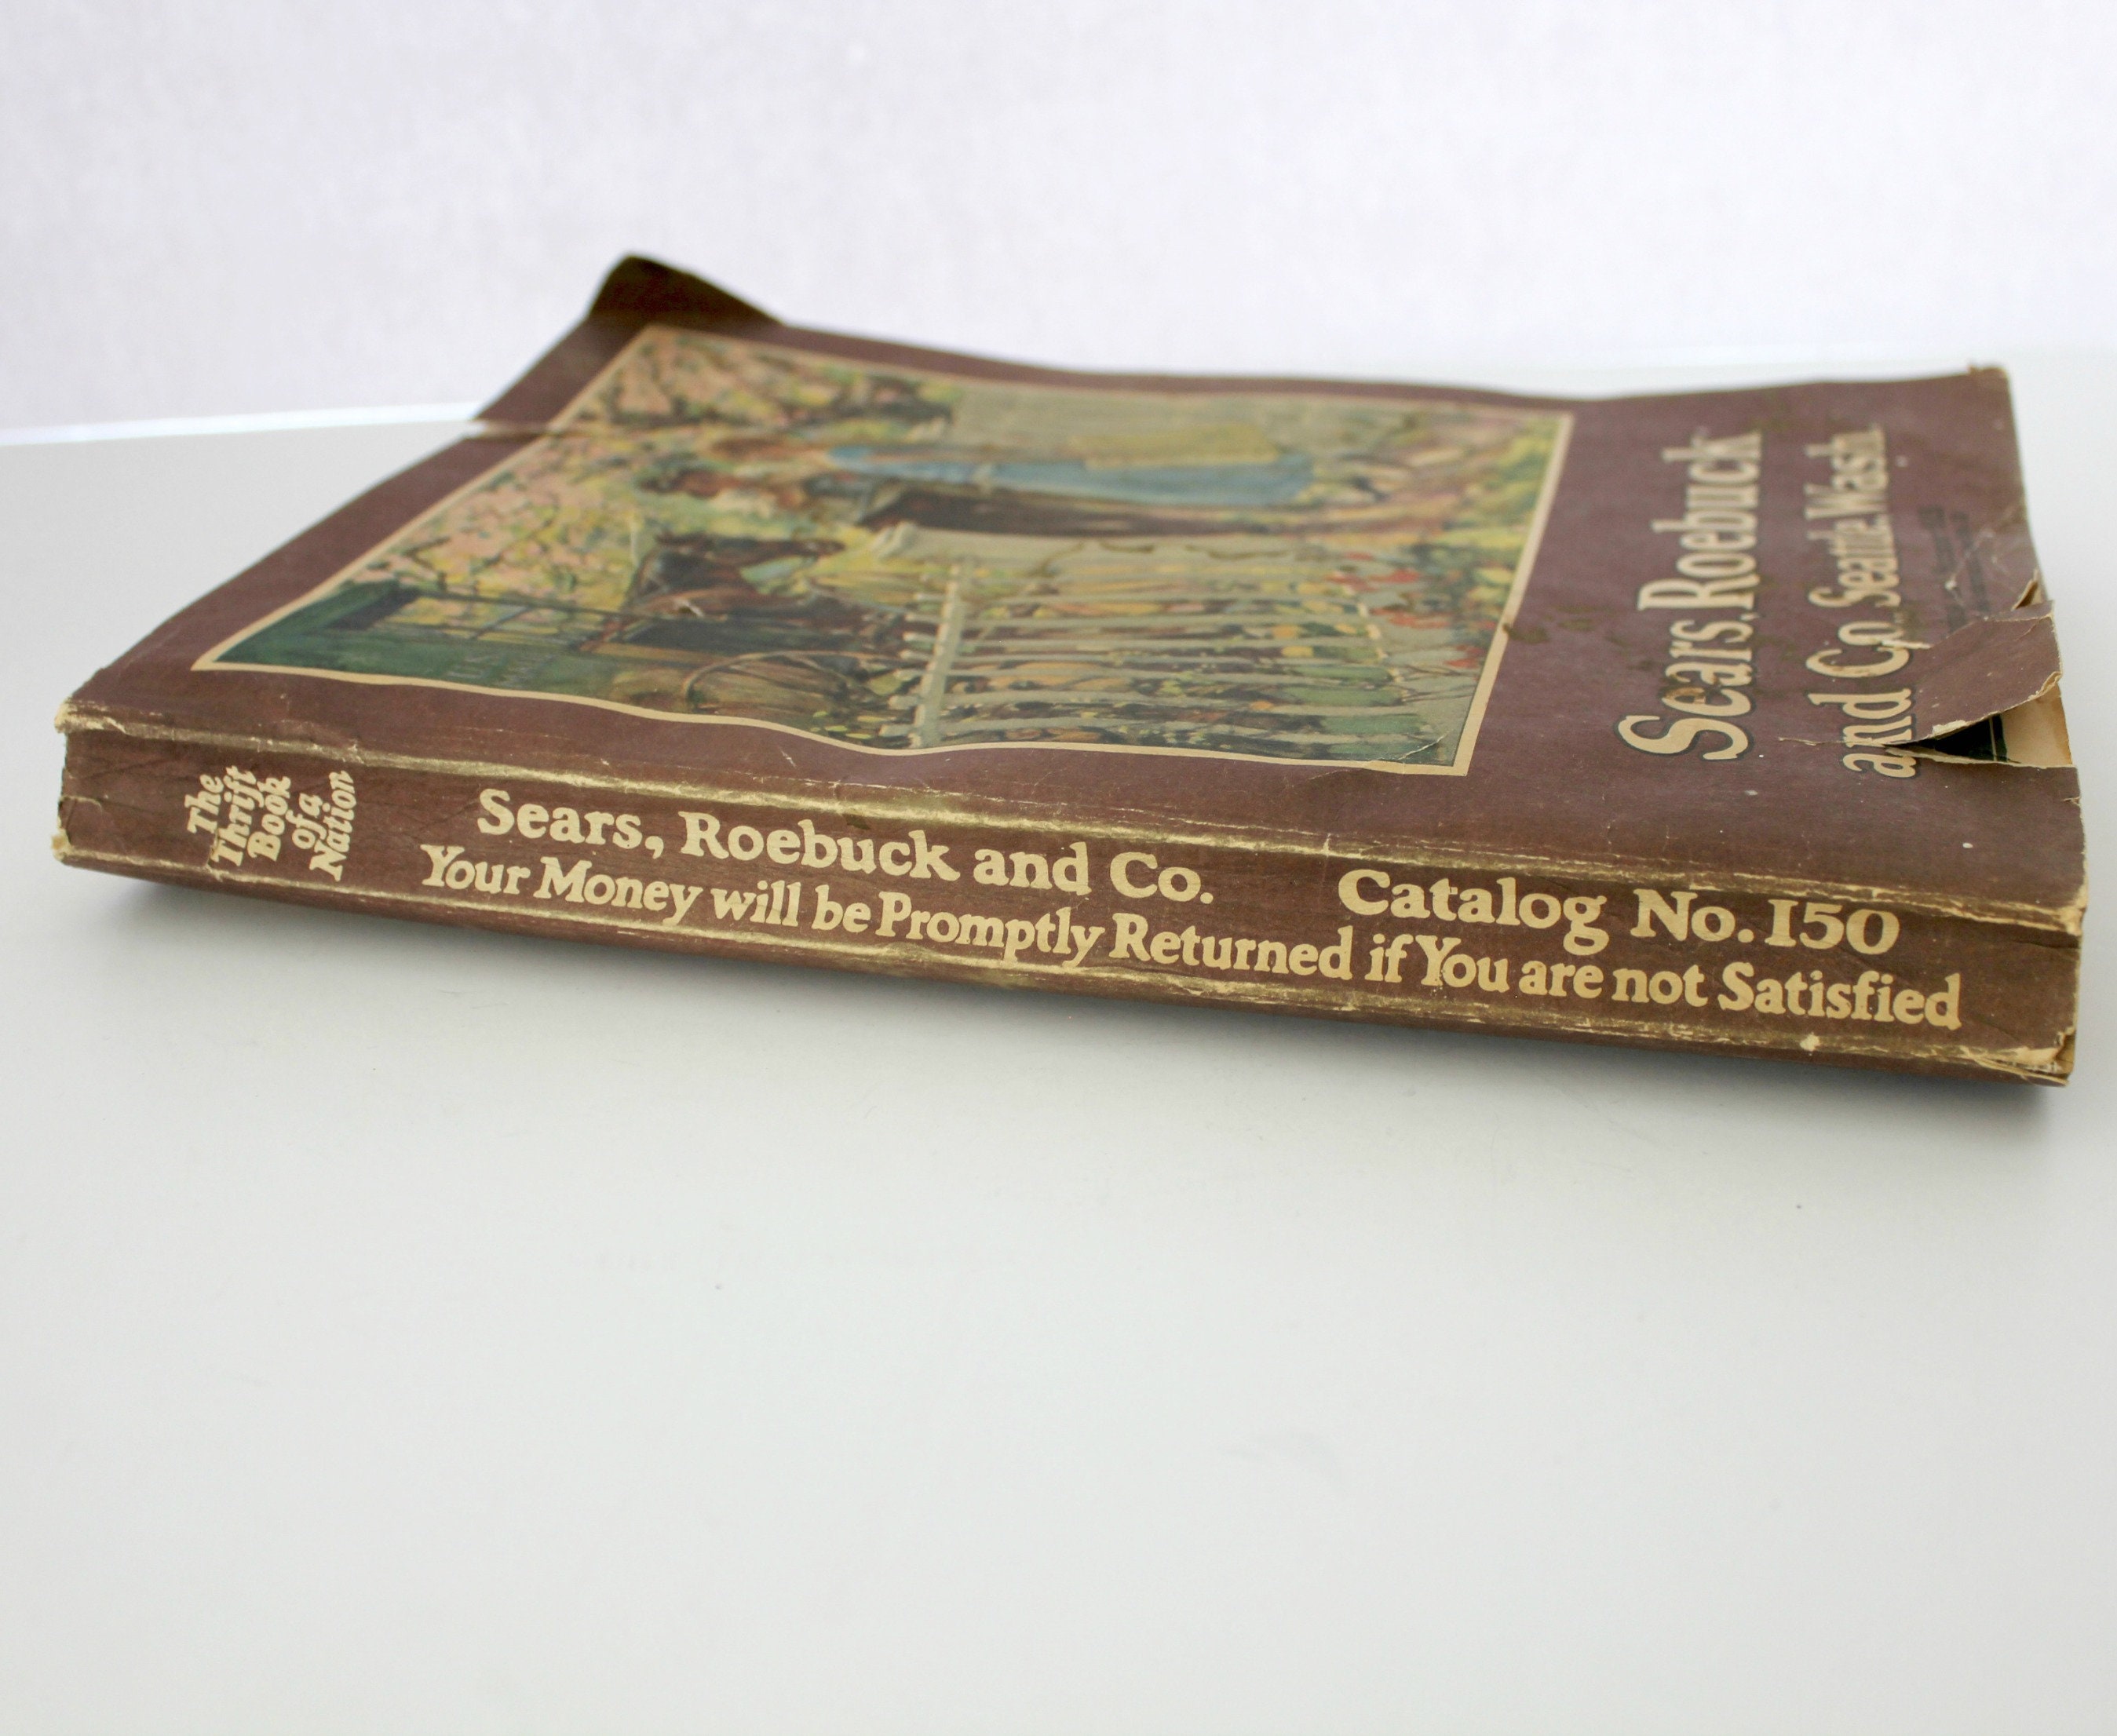 Sears, Roebuck
and Co. Seattle, Wash.
U.S.
The
Thrift
Book
of a
Nation
Sears, Roebuck and Co. Catalog No. 150
Your Money will be Promptly Returned if You are not Satisfied